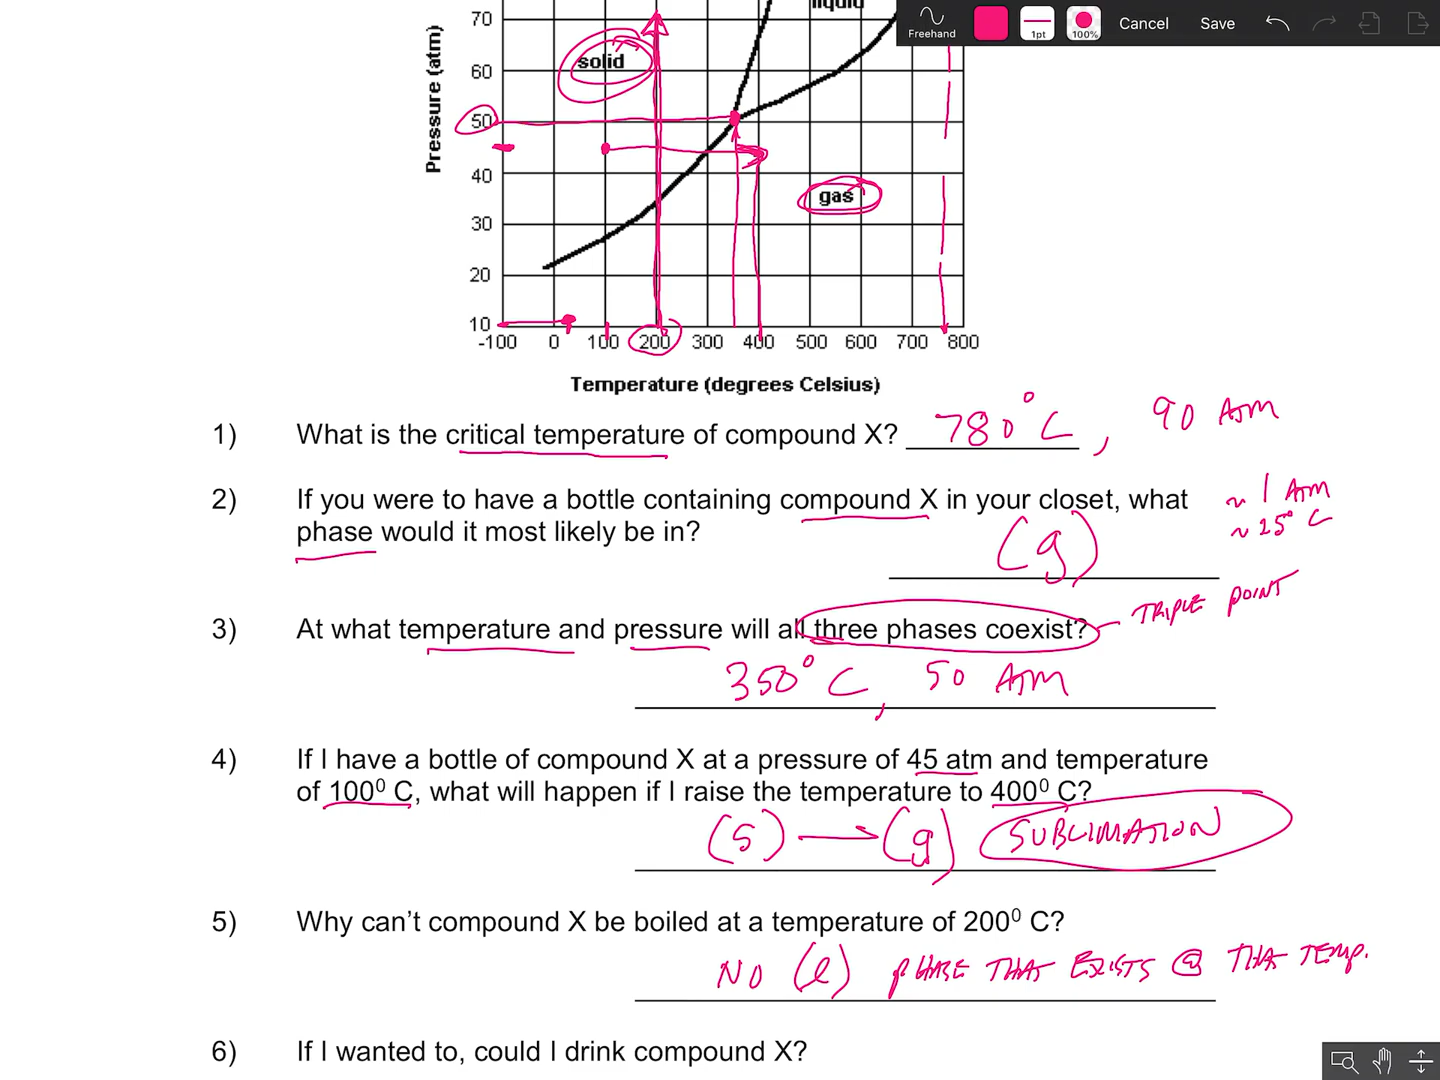 70
liquid
Freehand
1pt
100%
Cancel
Save
solid
60
50
40
gas
30
20
10
Pressure (atm)
-100 0 100 200 300 400 500 600 700 800
Temperature (degrees Celsius)
1) What is the critical temperature of compound X? 780°C, 90 ATM
2) If you were to have a bottle containing compound X in your closet, what
phase would it most likely be in? (g)
~ 1 ATM
~ 25° C
3) At what temperature and pressure will all three phases coexist? TRIPLE POINT
350°C, 50 ATM
4) If I have a bottle of compound X at a pressure of 45 atm and temperature
of 100⁰ C, what will happen if I raise the temperature to 400⁰ C?
(s) → (g) SUBLIMATION
5) Why can't compound X be boiled at a temperature of 200⁰ C?
NO (l) PHASE THAT EXISTS @ THAT TEMP.
6) If I wanted to, could I drink compound X?